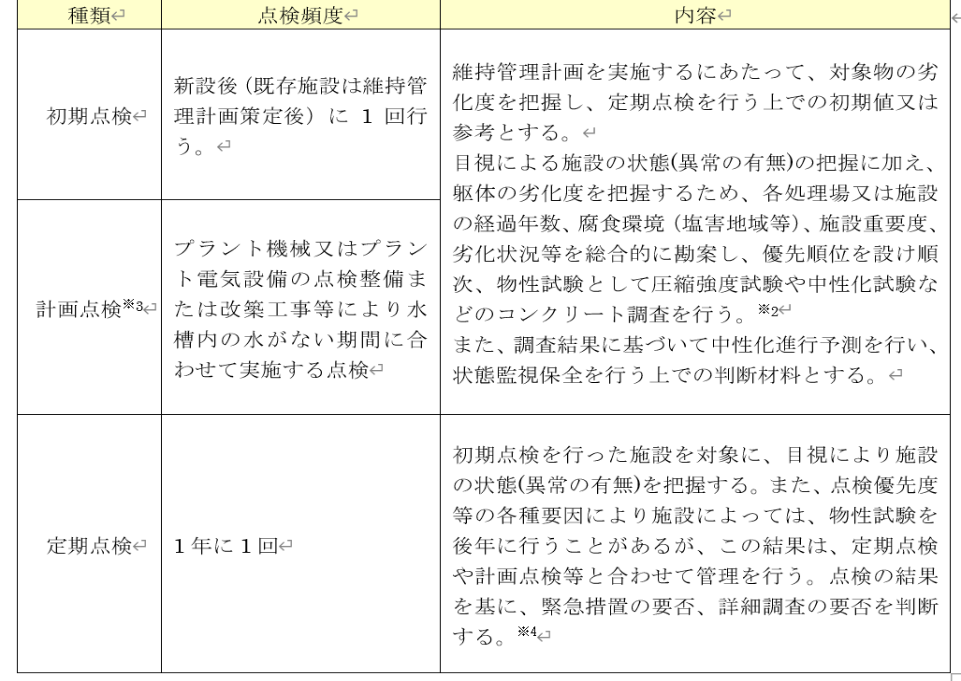 種類
点検頻度
内容
初期点検
新設後（既存施設は維持管
理計画策定後）に 1 回行
う。
維持管理計画を実施するにあたって、対象物の劣
化度を把握し、定期点検を行う上での初期値又は
参考とする。
目視による施設の状態(異常の有無)の把握に加え、
躯体の劣化度を把握するため、各処理場又は施設
の経過年数、腐食環境（塩害地域等）、施設重要度、
劣化状況等を総合的に勘案し、優先順位を設け順
次、物性試験として圧縮強度試験や中性化試験な
どのコンクリート調査を行う。※2
また、調査結果に基づいて中性化進行予測を行い、
状態監視保全を行う上での判断材料とする。
計画点検※3
プラント機械又はプラン
ト電気設備の点検整備ま
たは改築工事等により水
槽内の水がない期間に合
わせて実施する点検
定期点検
1 年に 1 回
初期点検を行った施設を対象に、目視により施設
の状態(異常の有無)を把握する。また、点検優先度
等の各種要因により施設によっては、物性試験を
後年に行うことがあるが、この結果は、定期点検
や計画点検等と合わせて管理を行う。点検の結果
を基に、緊急措置の要否、詳細調査の要否を判断
する。※4